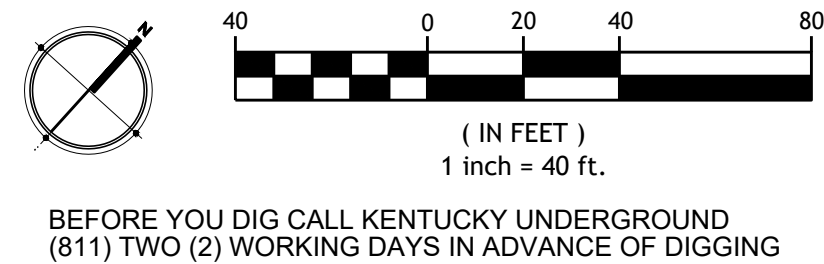 N
40 0 20 40 80
( IN FEET )
1 inch = 40 ft.
BEFORE YOU DIG CALL KENTUCKY UNDERGROUND
(811) TWO (2) WORKING DAYS IN ADVANCE OF DIGGING